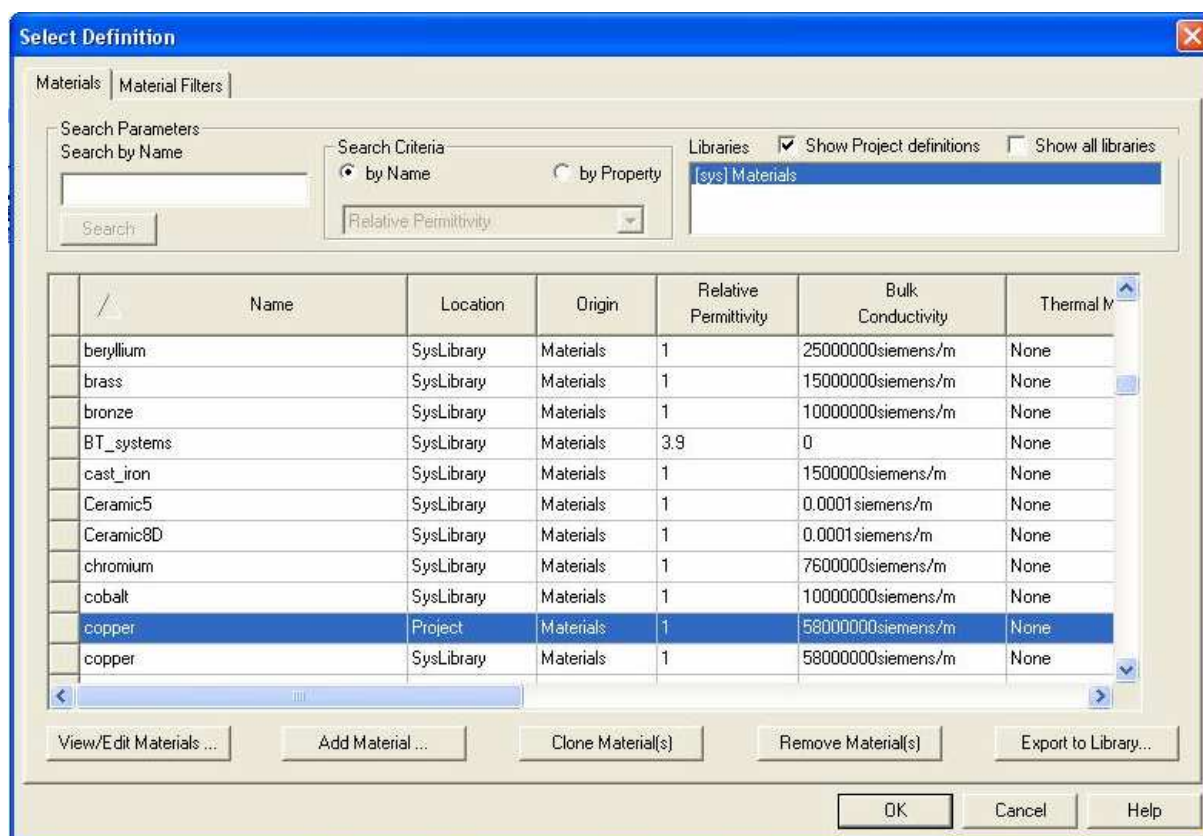 Select Definition
Materials Material Filters
Search Parameters
Search by Name
Search
Search Criteria
by Name by Property
Relative Permittivity
Libraries Show Project definitions Show all libraries
[sys] Materials
/ Name Location Origin Relative Permittivity Bulk Conductivity Thermal M
beryllium SysLibrary Materials 1 25000000siemens/m None
brass SysLibrary Materials 1 15000000siemens/m None
bronze SysLibrary Materials 1 10000000siemens/m None
BT_systems SysLibrary Materials 3.9 0 None
cast_iron SysLibrary Materials 1 1500000siemens/m None
Ceramic5 SysLibrary Materials 1 0.0001siemens/m None
Ceramic8D SysLibrary Materials 1 0.0001siemens/m None
chromium SysLibrary Materials 1 7600000siemens/m None
cobalt SysLibrary Materials 1 10000000siemens/m None
copper Project Materials 1 58000000siemens/m None
copper SysLibrary Materials 1 58000000siemens/m None
View/Edit Materials ... Add Material ... Clone Material(s) Remove Material(s) Export to Library...
OK Cancel Help